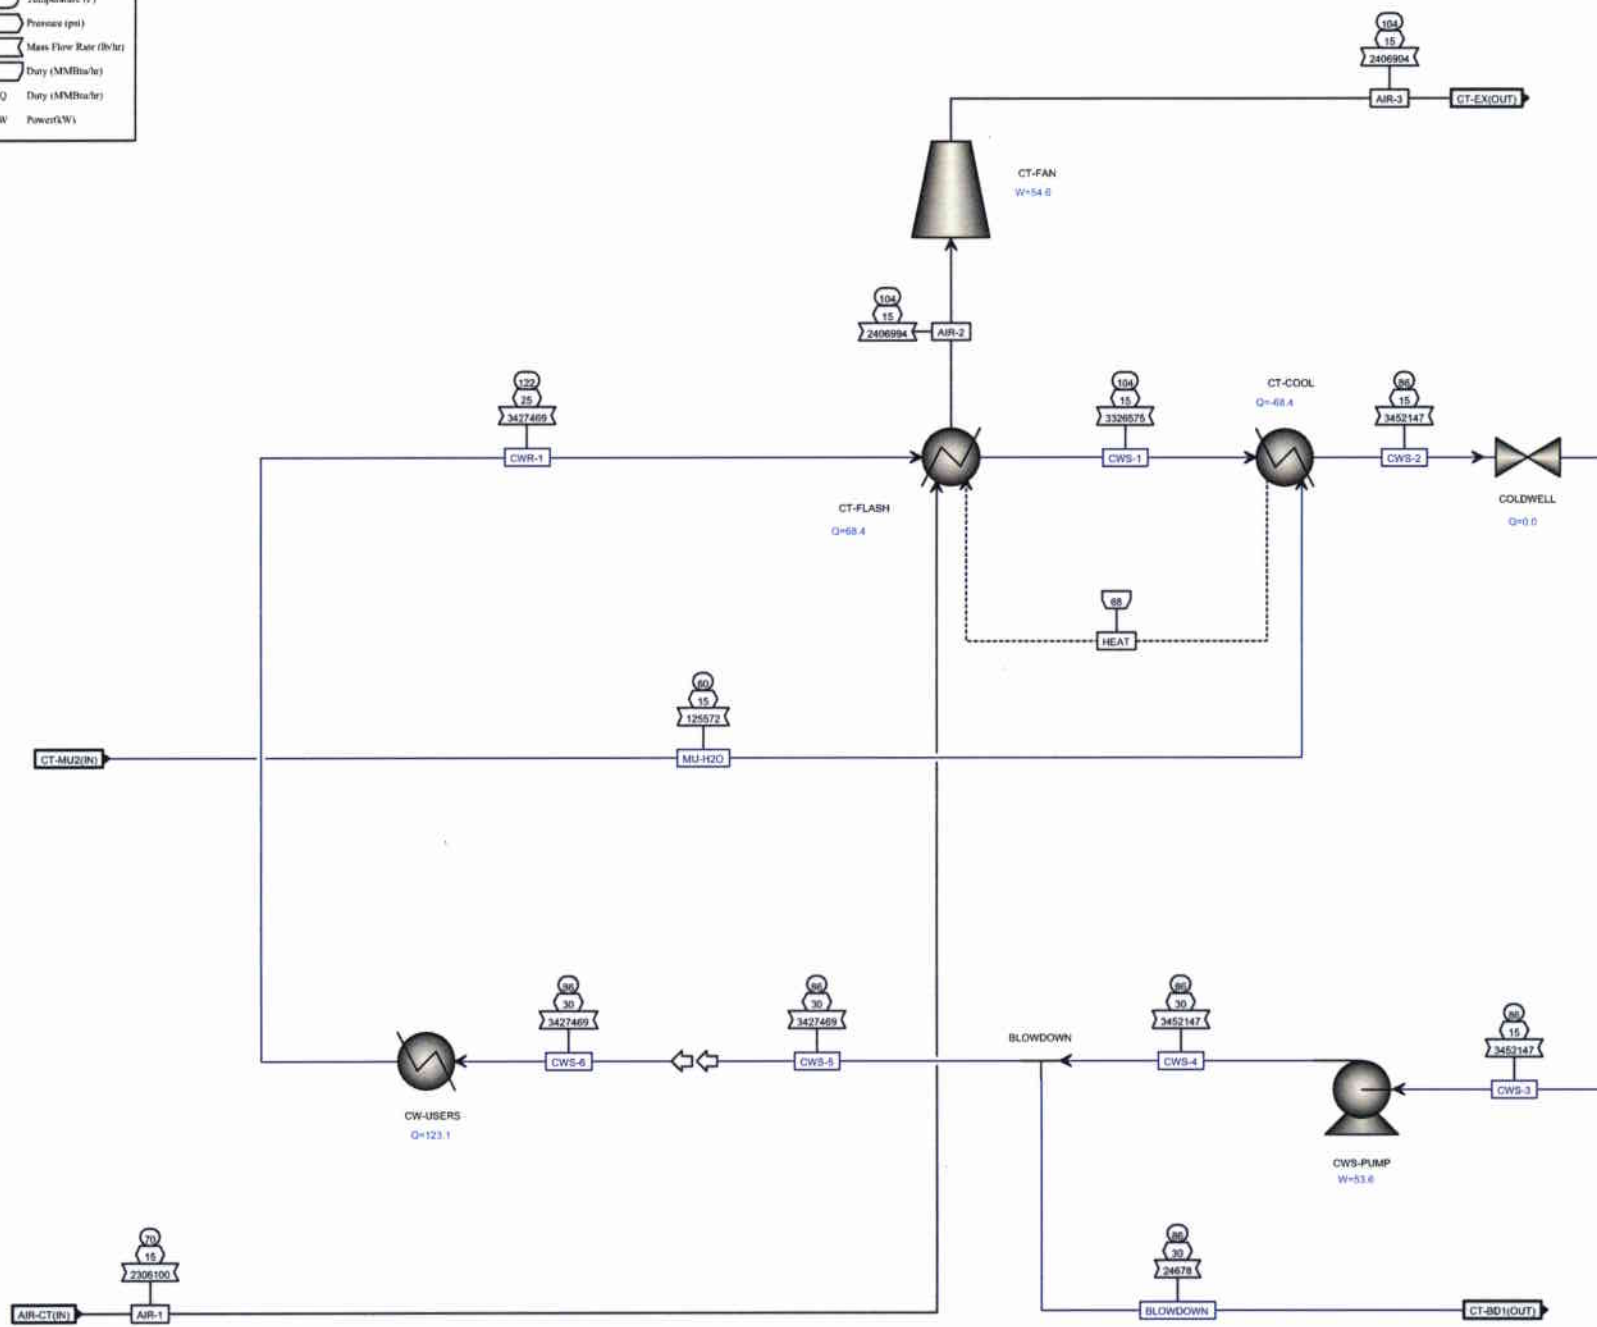 Temperature (F)
Pressure (psi)
Mass Flow Rate (lb/hr)
Duty (MMBtu/hr)
Q Duty (MMBtu/hr)
W Power(kW)
104
15
2406904
AIR-3
CT-EX(OUT)
CT-FAN
W=54.6
104
15
2406994
AIR-2
122
25
3427469
CWR-1
104
15
3326575
CWS-1
CT-COOL
Q=-68.4
86
15
3452147
CWS-2
COLDWELL
Q=0.0
CT-FLASH
Q=68.4
68
HEAT
60
15
125572
MU-H2O
CT-MU2(IN)
86
30
3427469
CWS-6
86
30
3427469
CWS-5
BLOWDOWN
86
30
3452147
CWS-4
86
15
3452147
CWS-3
CW-USERS
Q=123.1
CWS-PUMP
W=53.6
70
15
2306100
AIR-1
AIR-CT(IN)
86
30
24678
BLOWDOWN
CT-BD1(OUT)